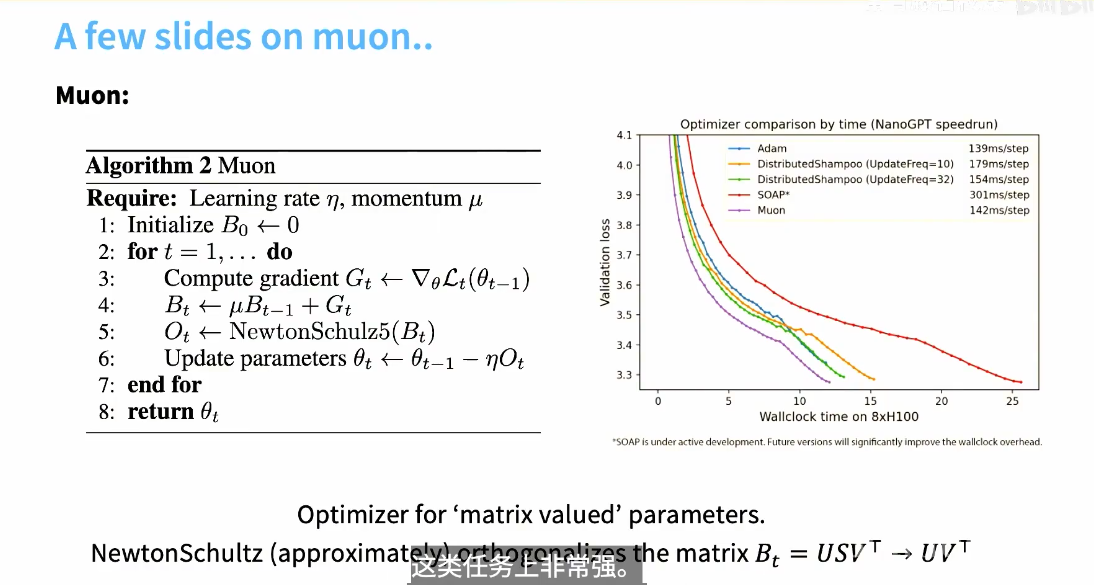 A few slides on muon..
Muon:
Algorithm 2 Muon
Require: Learning rate η, momentum μ
1: Initialize B₀ ← 0
2: for t = 1, . . . do
3: Compute gradient Gₜ ← ∇θℒₜ(θₜ₋₁)
4: Bₜ ← μBₜ₋₁ + Gₜ
5: Oₜ ← NewtonSchulz5(Bₜ)
6: Update parameters θₜ ← θₜ₋₁ − ηOₜ
7: end for
8: return θₜ
Optimizer comparison by time (NanoGPT speedrun)
Adam 139ms/step
DistributedShampoo (UpdateFreq=10) 179ms/step
DistributedShampoo (UpdateFreq=32) 154ms/step
SOAP* 301ms/step
Muon 142ms/step
Validation loss
4.1
4.0
3.9
3.8
3.7
3.6
3.5
3.4
3.3
0 5 10 15 20 25
Wallclock time on 8xH100
*SOAP is under active development. Future versions will significantly improve the wallclock overhead.
Optimizer for ‘matrix valued’ parameters.
NewtonSchultz (approximately) orthogonalizes the matrix Bₜ = USV⊤ → UV⊤
这类任务上非常强。